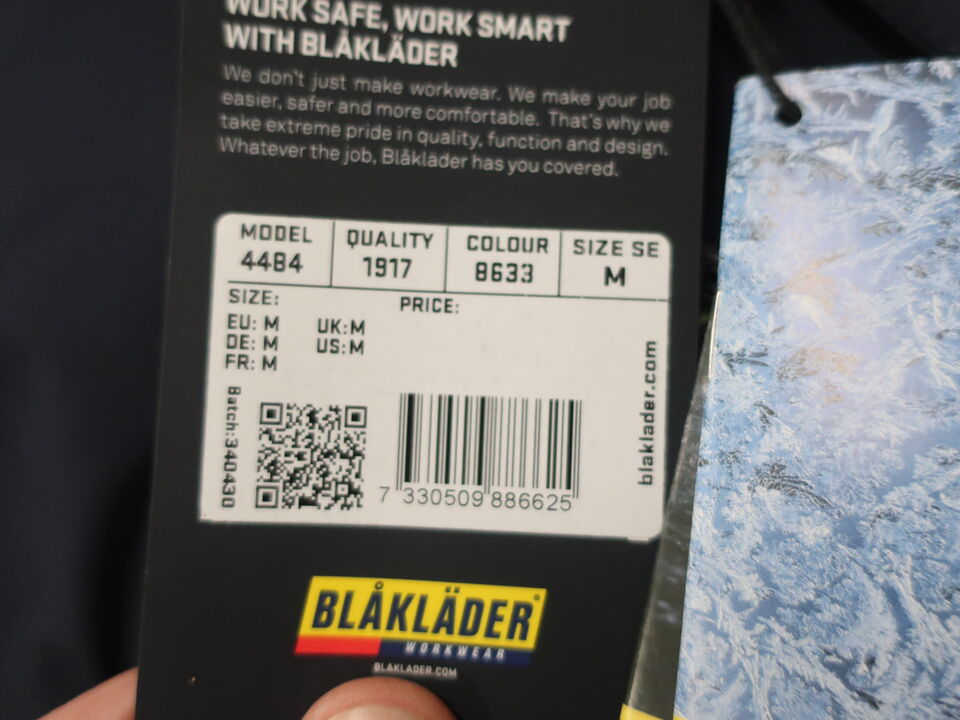 WORK SAFE, WORK SMART
WITH BLÅKLÄDER
We don't just make workwear. We make your job
easier, safer and more comfortable. That's why we
take extreme pride in quality, function and design.
Whatever the job, Blåkläder has you covered.
MODEL QUALITY COLOUR SIZE SE
4484 1917 8633 M
SIZE: PRICE:
EU: M UK:M
DE: M US:M
FR: M
Batch:3440430
7 330509 886625
blaklader.com
BLÅKLÄDER
WORKWEAR
BLAKLADER.COM